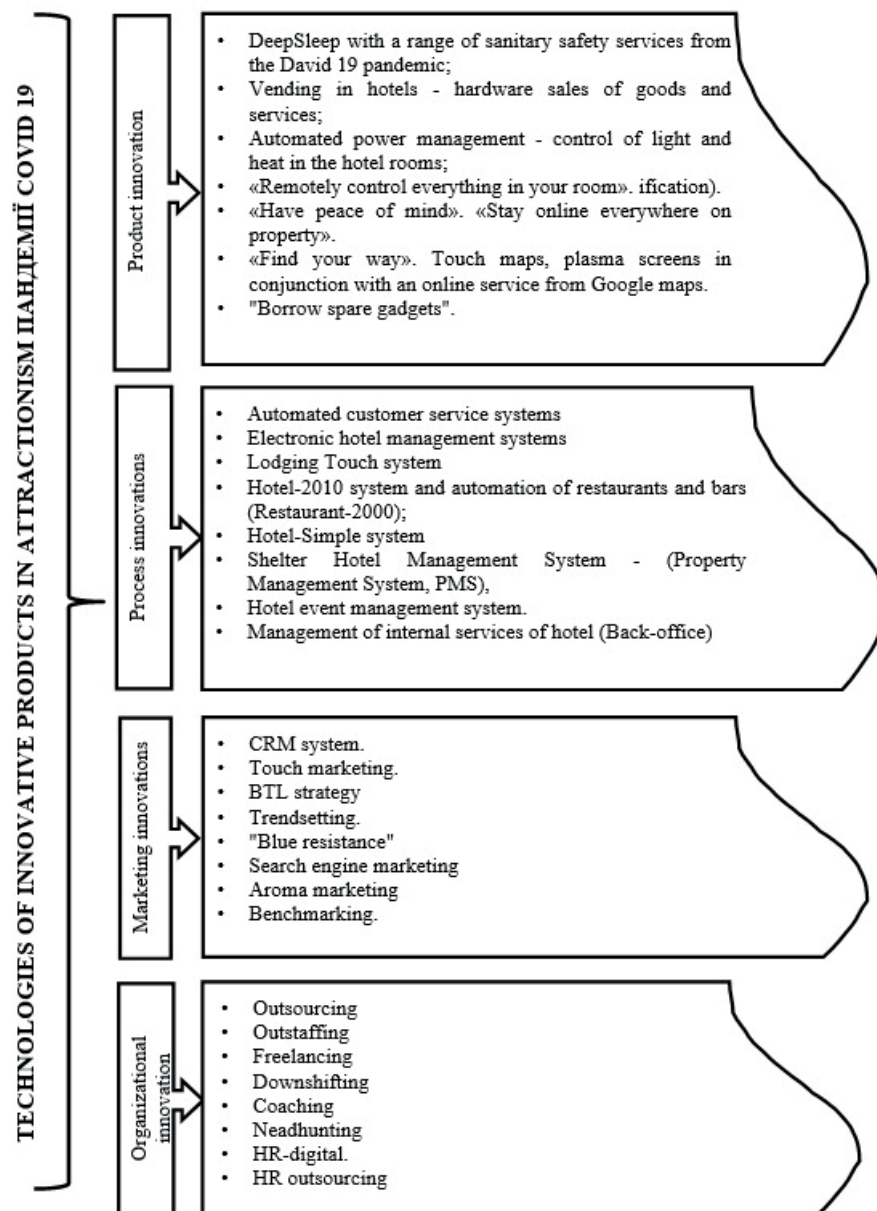 TECHNOLOGIES OF INNOVATIVE PRODUCTS IN ATTRACTIONISM ПАНДЕМІЇ COVID 19
Product innovation
• DeepSleep with a range of sanitary safety services from
the David 19 pandemic;
• Vending in hotels - hardware sales of goods and
services;
• Automated power management - control of light and
heat in the hotel rooms;
• «Remotely control everything in your room». ification).
• «Have peace of mind». «Stay online everywhere on
property».
• «Find your way». Touch maps, plasma screens in
conjunction with an online service from Google maps.
• "Borrow spare gadgets".
Process innovations
• Automated customer service systems
• Electronic hotel management systems
• Lodging Touch system
• Hotel-2010 system and automation of restaurants and bars
(Restaurant-2000);
• Hotel-Simple system
• Shelter Hotel Management System - (Property
Management System, PMS),
• Hotel event management system.
• Management of internal services of hotel (Back-office)
Marketing innovations
• CRM system.
• Touch marketing.
• BTL strategy
• Trendsetting.
• "Blue resistance"
• Search engine marketing
• Aroma marketing
• Benchmarking.
Organizational
innovation
• Outsourcing
• Outstaffing
• Freelancing
• Downshifting
• Coaching
• Neadhunting
• HR-digital.
• HR outsourcing